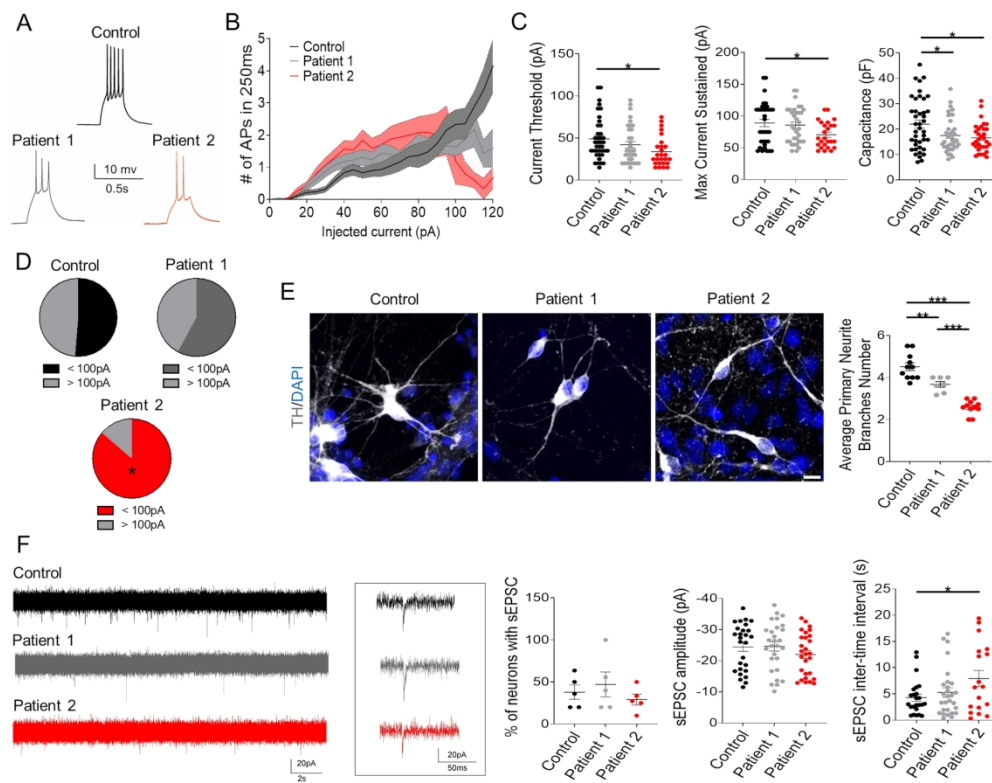 A
Control
Patient 1
Patient 2
10 mv
0.5s
B
# of APs in 250ms
5
4
3
2
1
0
Control
Patient 1
Patient 2
0 20 40 60 80 100 120
Injected current (pA)
C
Current Threshold (pA)
150
100
50
0
*
Control
Patient 1
Patient 2
Max Current Sustained (pA)
200
150
100
50
0
*
Control
Patient 1
Patient 2
Capacitance (pF)
50
40
30
20
10
0
*
*
Control
Patient 1
Patient 2
D
Control
< 100pA
> 100pA
Patient 1
< 100pA
> 100pA
Patient 2
*
< 100pA
> 100pA
E
TH/DAPI
Control
Patient 1
Patient 2
Average Primary Neurite
Branches Number
6
4
2
0
***
**
***
Control
Patient 1
Patient 2
F
Control
Patient 1
Patient 2
20pA
2s
20pA
50ms
% of neurons with sEPSC
150
100
50
0
Control
Patient 1
Patient 2
sEPSC amplitude (pA)
-40
-30
-20
-10
0
Control
Patient 1
Patient 2
sEPSC inter-time interval (s)
25
20
15
10
5
0
*
Control
Patient 1
Patient 2